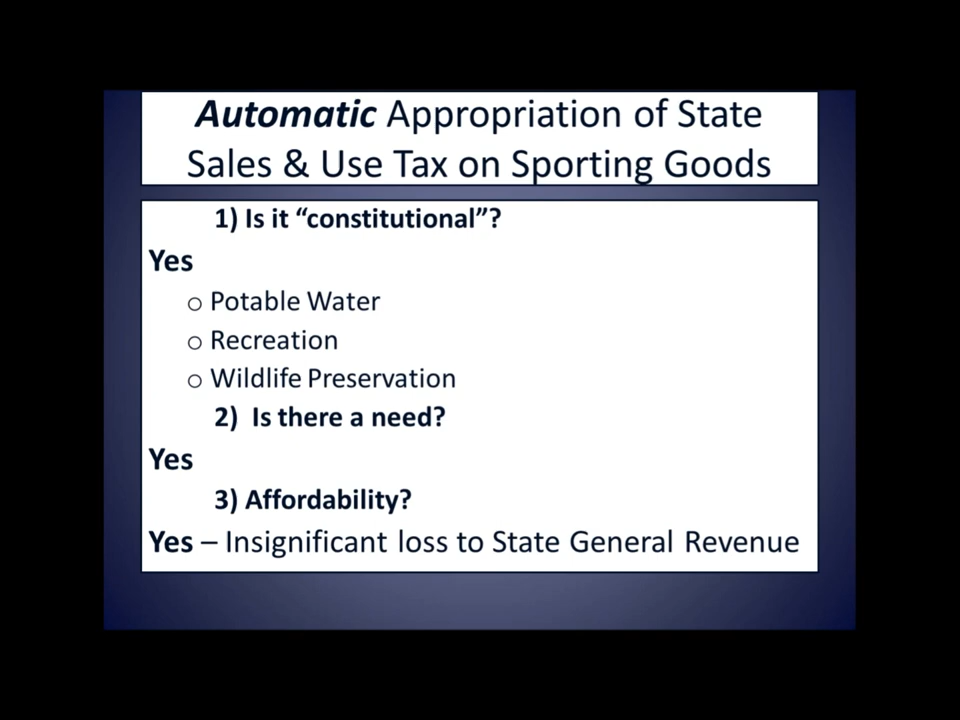 Automatic Appropriation of State
Sales & Use Tax on Sporting Goods
1) Is it “constitutional”?
Yes
o Potable Water
o Recreation
o Wildlife Preservation
2) Is there a need?
Yes
3) Affordability?
Yes – Insignificant loss to State General Revenue